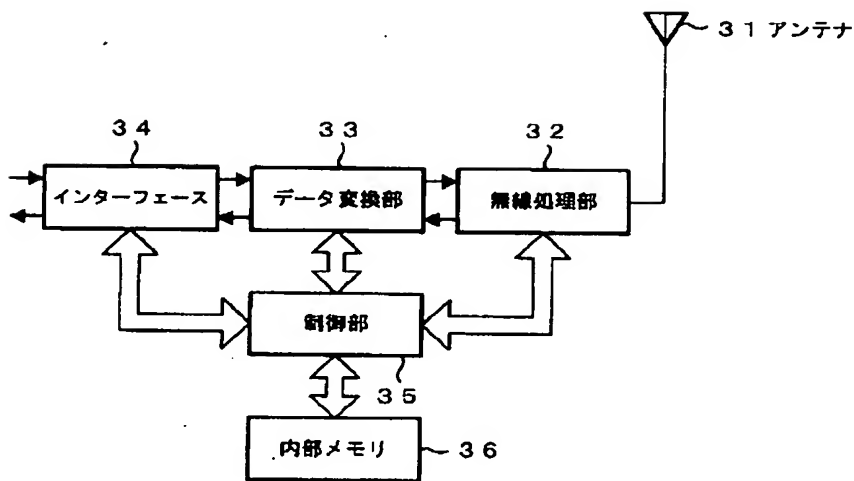 31 アンテナ
34
33
32
インターフェース
データ変換部
無線処理部
制御部
35
内部メモリ
36